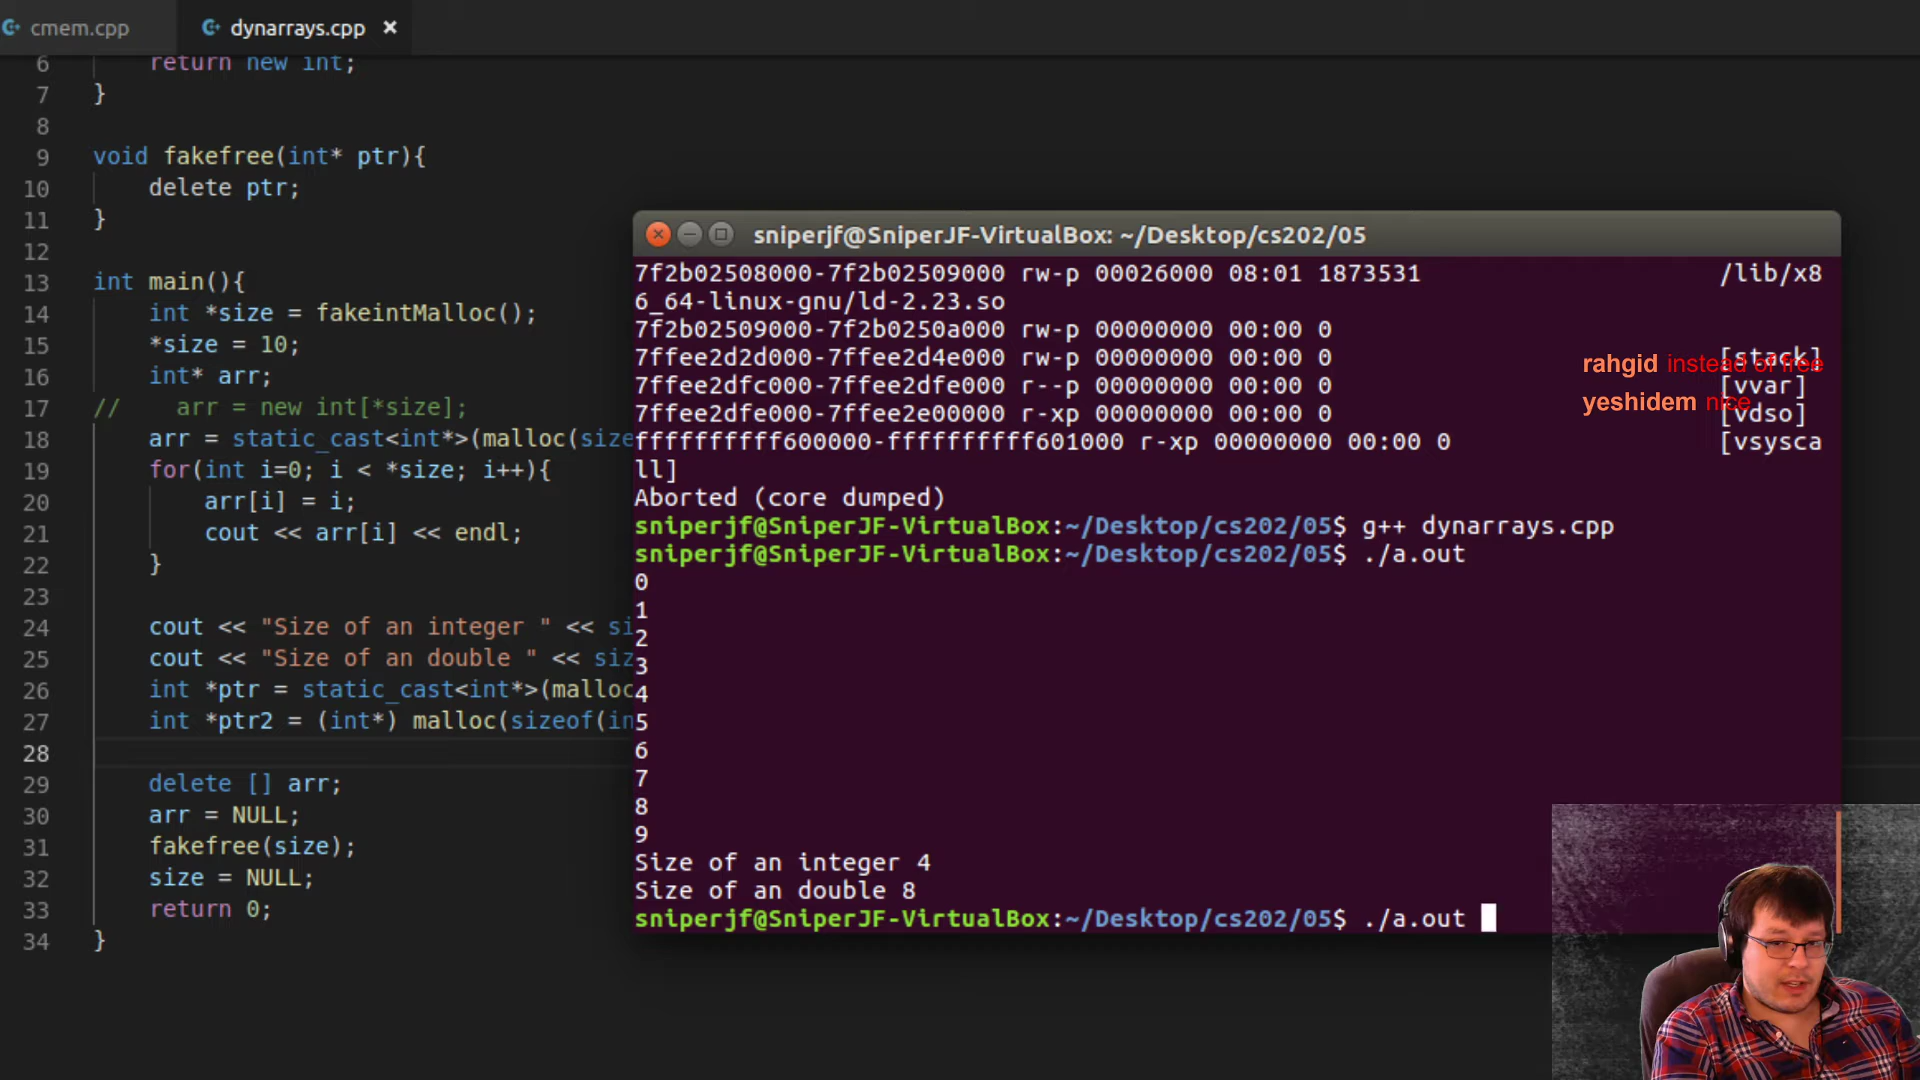 cmem.cpp
dynarrays.cpp ×
6 return new int;
7 }
8
9 void fakefree(int* ptr){
10 delete ptr;
11 }
12
13 int main(){
14 int *size = fakeintMalloc();
15 *size = 10;
16 int* arr;
17 // arr = new int[*size];
18 arr = static_cast<int*>(malloc(size
19 for(int i=0; i < *size; i++){
20 arr[i] = i;
21 cout << arr[i] << endl;
22 }
23
24 cout << "Size of an integer " << si
25 cout << "Size of an double " << siz
26 int *ptr = static_cast<int*>(malloc
27 int *ptr2 = (int*) malloc(sizeof(in
28
29 delete [] arr;
30 arr = NULL;
31 fakefree(size);
32 size = NULL;
33 return 0;
34 }
sniperjf@SniperJF-VirtualBox: ~/Desktop/cs202/05
7f2b02508000-7f2b02509000 rw-p 00026000 08:01 1873531 /lib/x8
6_64-linux-gnu/ld-2.23.so
7f2b02509000-7f2b0250a000 rw-p 00000000 00:00 0
7ffee2d2d000-7ffee2d4e000 rw-p 00000000 00:00 0 [stack]
7ffee2dfc000-7ffee2dfe000 r--p 00000000 00:00 0 [vvar]
7ffee2dfe000-7ffee2e00000 r-xp 00000000 00:00 0 [vdso]
ffffffffff600000-ffffffffff601000 r-xp 00000000 00:00 0 [vsysca
ll]
Aborted (core dumped)
sniperjf@SniperJF-VirtualBox:~/Desktop/cs202/05$ g++ dynarrays.cpp
sniperjf@SniperJF-VirtualBox:~/Desktop/cs202/05$ ./a.out
0
1
2
3
4
5
6
7
8
9
Size of an integer 4
Size of an double 8
sniperjf@SniperJF-VirtualBox:~/Desktop/cs202/05$ ./a.out
rahgid instead of free
yeshidem nice